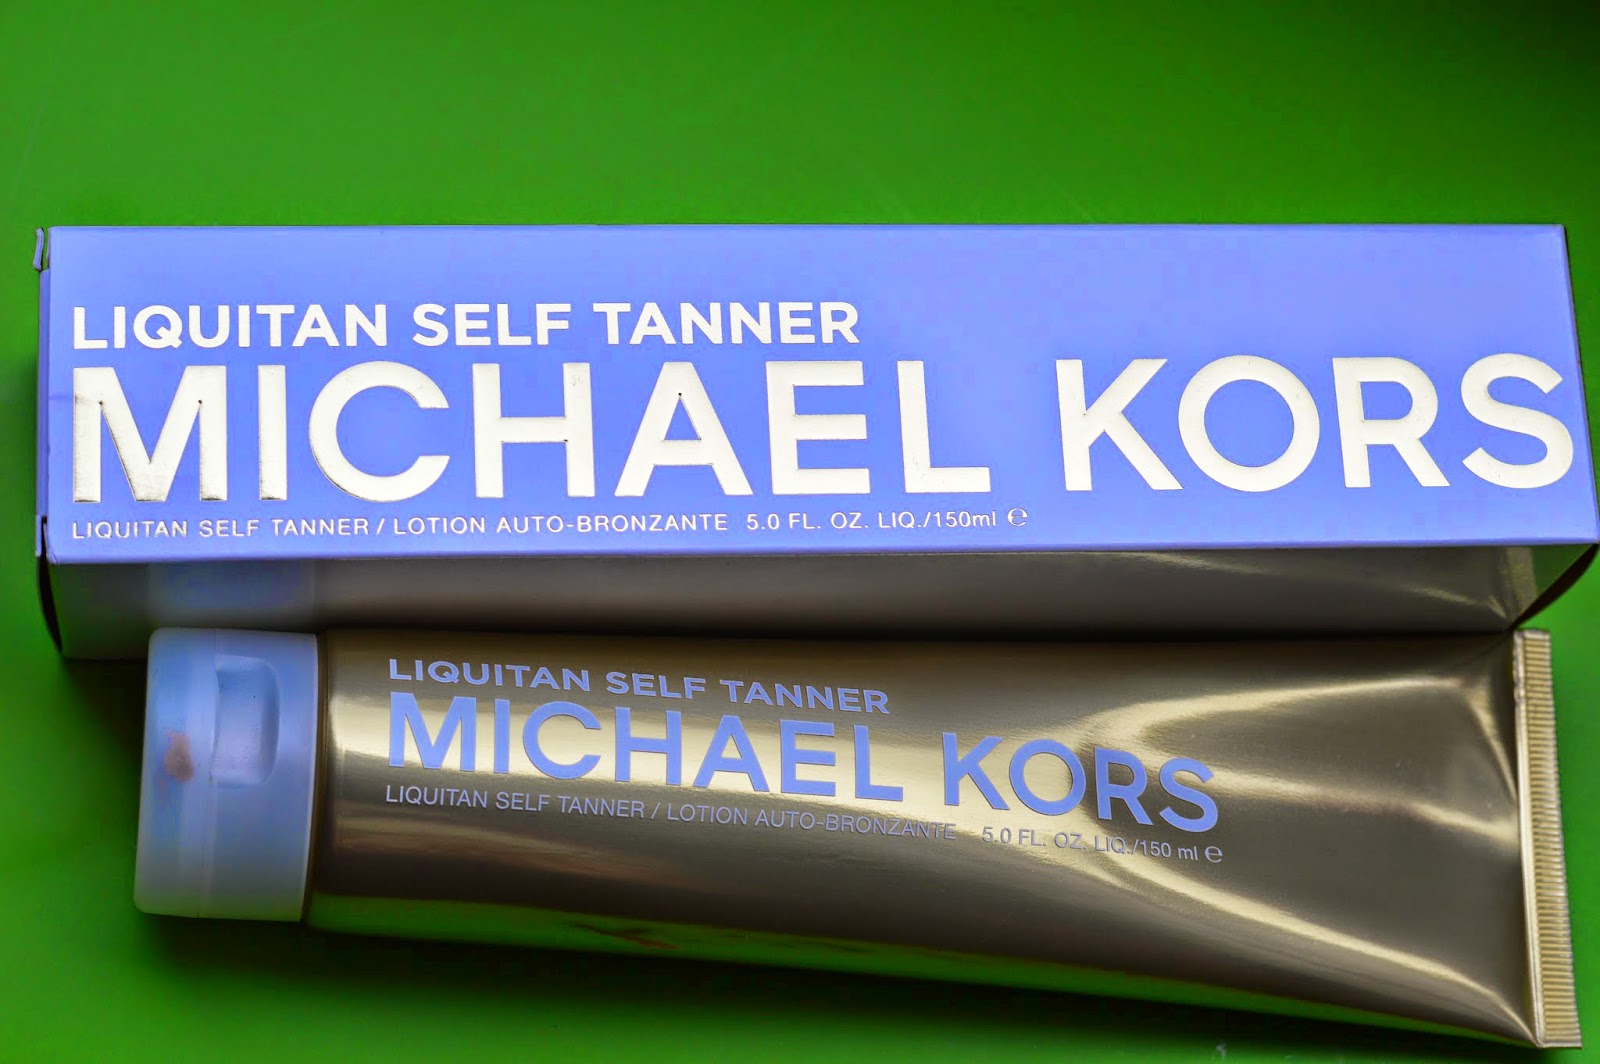 LIQUITAN SELF TANNER
MICHAEL KORS
LIQUITAN SELF TANNER / LOTION AUTO-BRONZANTE 5.0 FL. OZ. LIQ./150ml ℮
LIQUITAN SELF TANNER
MICHAEL KORS
LIQUITAN SELF TANNER / LOTION AUTO-BRONZANTE 5.0 FL. OZ. LIQ./150 ml ℮